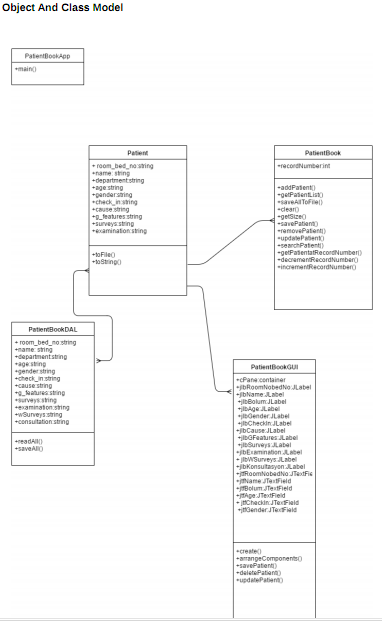 Object And Class Model
PatientBookApp
+main()
Patient
+ room_bed_no:string
+name: string
+department:string
+age:string
+gender:string
+check_in:string
+cause:string
+g_features:string
+surveys:string
+examination:string
+toFile()
+toString()
PatientBook
+recordNumber:int
+addPatient()
+getPatientList()
+saveAllToFile()
+clear()
+getSize()
+savePatient()
+removePatient()
+updatePatient()
+searchPatient()
+getPatientatRecordNumber()
+decrementRecordNumber()
+incrementRecordNumber()
PatientBookDAL
+ room_bed_no:string
+name: string
+department:string
+age:string
+gender:string
+check_in:string
+cause:string
+g_features:string
+surveys:string
+examination:string
+wSurveys:string
+consultation:string
+readAll()
+saveAll()
PatientBookGUI
+cPane:container
+jlbRoomNobedNo:JLabel
+jlbName:JLabel
+jlbBolum:JLabel
+jlbAge:JLabel
+jlbGender:JLabel
+jlbCheckIn:JLabel
+jlbCause:JLabel
+jlbGFeatures:JLabel
+jlbSurveys:JLabel
+jlbExamination:JLabel
+jlbWSurveys:JLabel
+jlbKonsultasyon:JLabel
+jtfRoomNobedNo:JTextFie
+jtfName:JTextField
+jtfBolum:JTextField
+jtfAge:JTextField
+jtfCheckIn:JTextField
+jtfGender:JTextField
+create()
+arrangeComponents()
+savePatient()
+deletePatient()
+updatePatient()